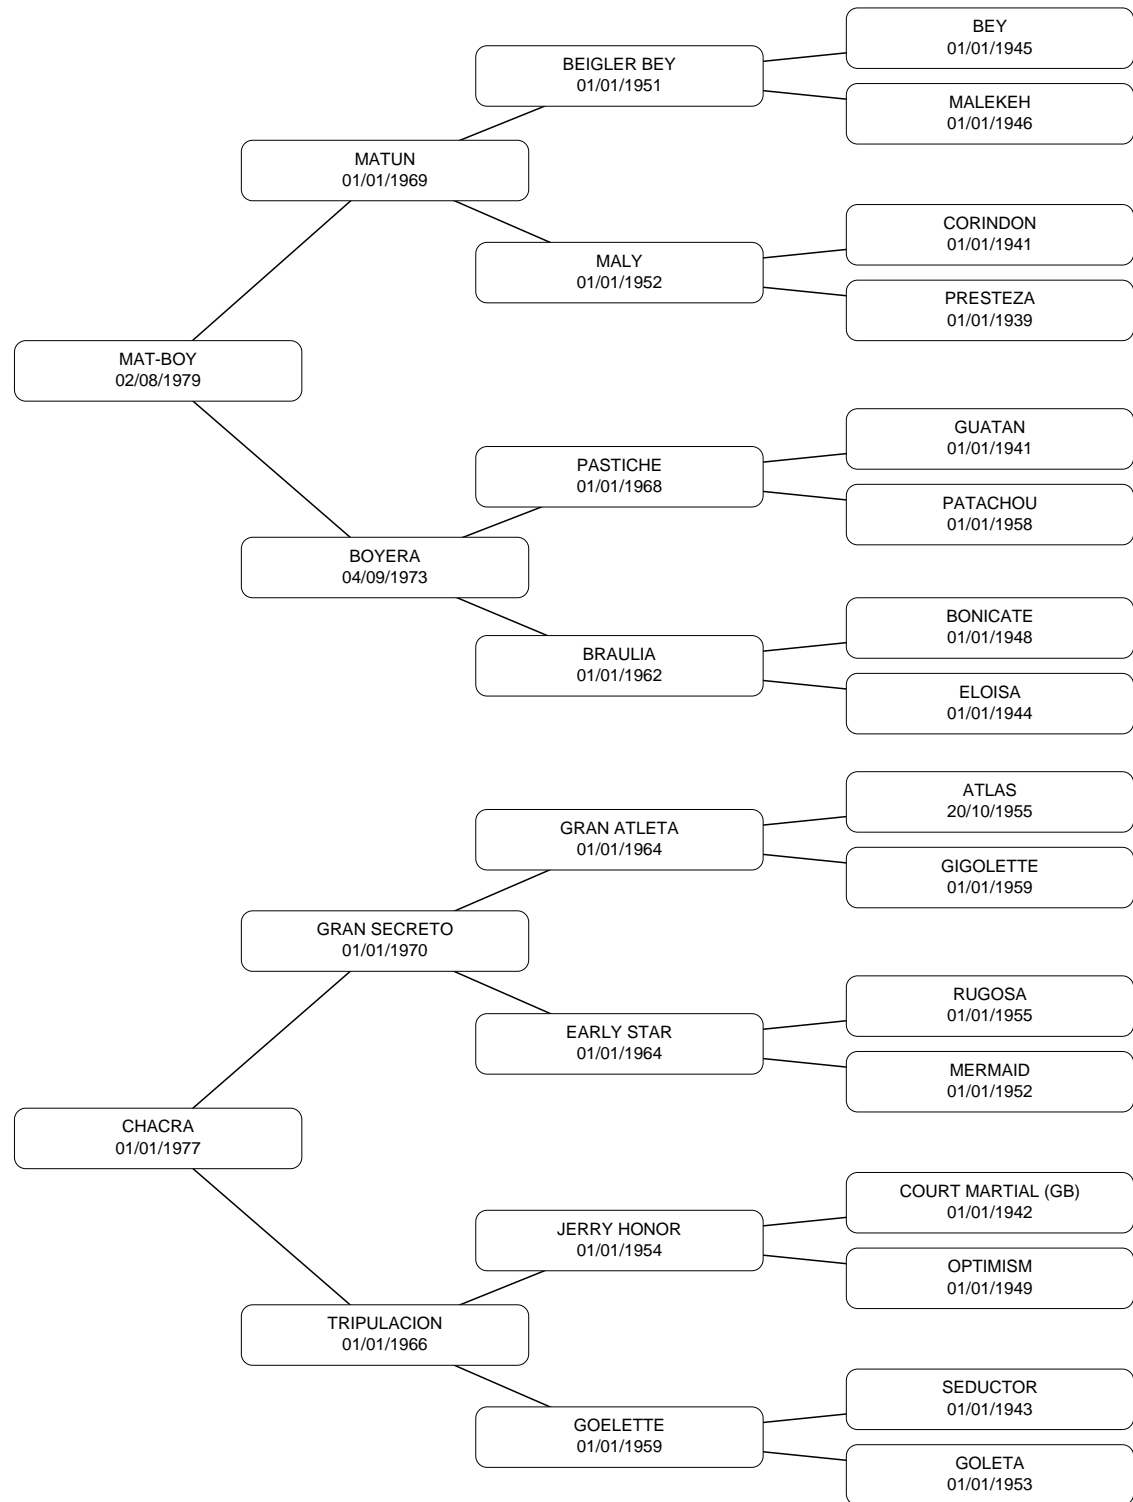 BEY
01/01/1945
BEIGLER BEY
01/01/1951
MALEKEH
01/01/1946
MATUN
01/01/1969
CORINDON
01/01/1941
MALY
01/01/1952
PRESTEZA
01/01/1939
MAT-BOY
02/08/1979
GUATAN
01/01/1941
PASTICHE
01/01/1968
PATACHOU
01/01/1958
BOYERA
04/09/1973
BONICATE
01/01/1948
BRAULIA
01/01/1962
ELOISA
01/01/1944
ATLAS
20/10/1955
GRAN ATLETA
01/01/1964
GIGOLETTE
01/01/1959
GRAN SECRETO
01/01/1970
RUGOSA
01/01/1955
EARLY STAR
01/01/1964
MERMAID
01/01/1952
CHACRA
01/01/1977
COURT MARTIAL (GB)
01/01/1942
JERRY HONOR
01/01/1954
OPTIMISM
01/01/1949
TRIPULACION
01/01/1966
SEDUCTOR
01/01/1943
GOELETTE
01/01/1959
GOLETA
01/01/1953